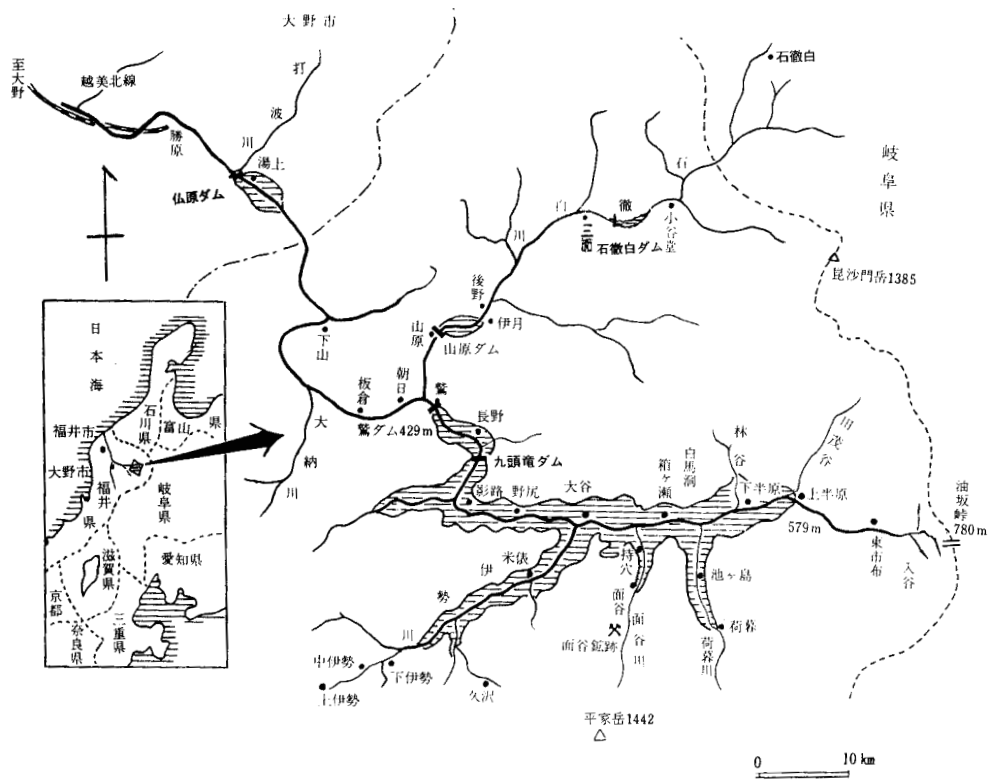 大野市
至大野
越美北線
勝原
打波川
湯上
仏原ダム
石徹白
岐阜県
石徹白川
三面
石徹白ダム
小谷堂
毘沙門岳1385
後野
伊月
山原
山原ダム
下山
板倉
朝日
鷲
鷲ダム429m
長野
九頭竜ダム
大納川
影路
野尻
大谷
箱ヶ瀬
白馬洞
林谷
下半原
田茂谷
上半原
579m
東市布
入谷
油坂峠
780m
米俵
伊勢川
持穴
面谷
面谷川
面谷鉱跡
池ヶ島
荷暮
荷暮川
中伊勢
上伊勢
下伊勢
久沢
平家岳1442
0 10km
日本海
石川県
富山県
福井市
大野市
福井県
岐阜県
滋賀県
愛知県
京都
奈良県
三重県